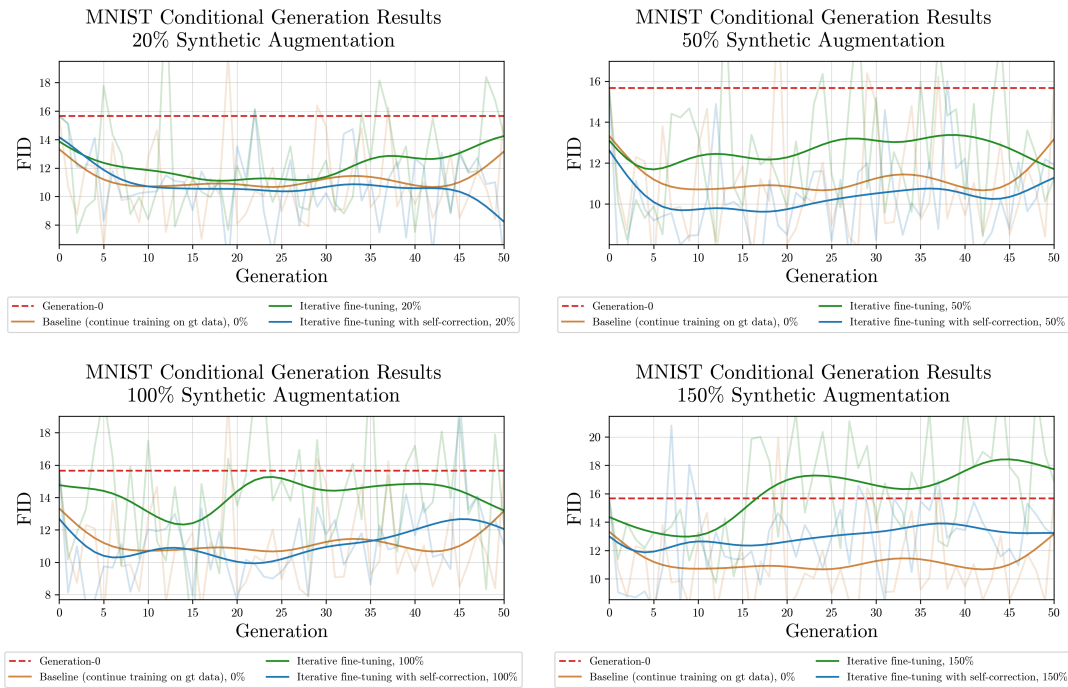 MNIST Conditional Generation Results
20% Synthetic Augmentation
FID
18
16
14
12
10
8
0 5 10 15 20 25 30 35 40 45 50
Generation
Generation-0
Baseline (continue training on gt data), 0%
Iterative fine-tuning, 20%
Iterative fine-tuning with self-correction, 20%
MNIST Conditional Generation Results
50% Synthetic Augmentation
FID
16
14
12
10
0 5 10 15 20 25 30 35 40 45 50
Generation
Generation-0
Baseline (continue training on gt data), 0%
Iterative fine-tuning, 50%
Iterative fine-tuning with self-correction, 50%
MNIST Conditional Generation Results
100% Synthetic Augmentation
FID
18
16
14
12
10
8
0 5 10 15 20 25 30 35 40 45 50
Generation
Generation-0
Baseline (continue training on gt data), 0%
Iterative fine-tuning, 100%
Iterative fine-tuning with self-correction, 100%
MNIST Conditional Generation Results
150% Synthetic Augmentation
FID
20
18
16
14
12
10
0 5 10 15 20 25 30 35 40 45 50
Generation
Generation-0
Baseline (continue training on gt data), 0%
Iterative fine-tuning, 150%
Iterative fine-tuning with self-correction, 150%